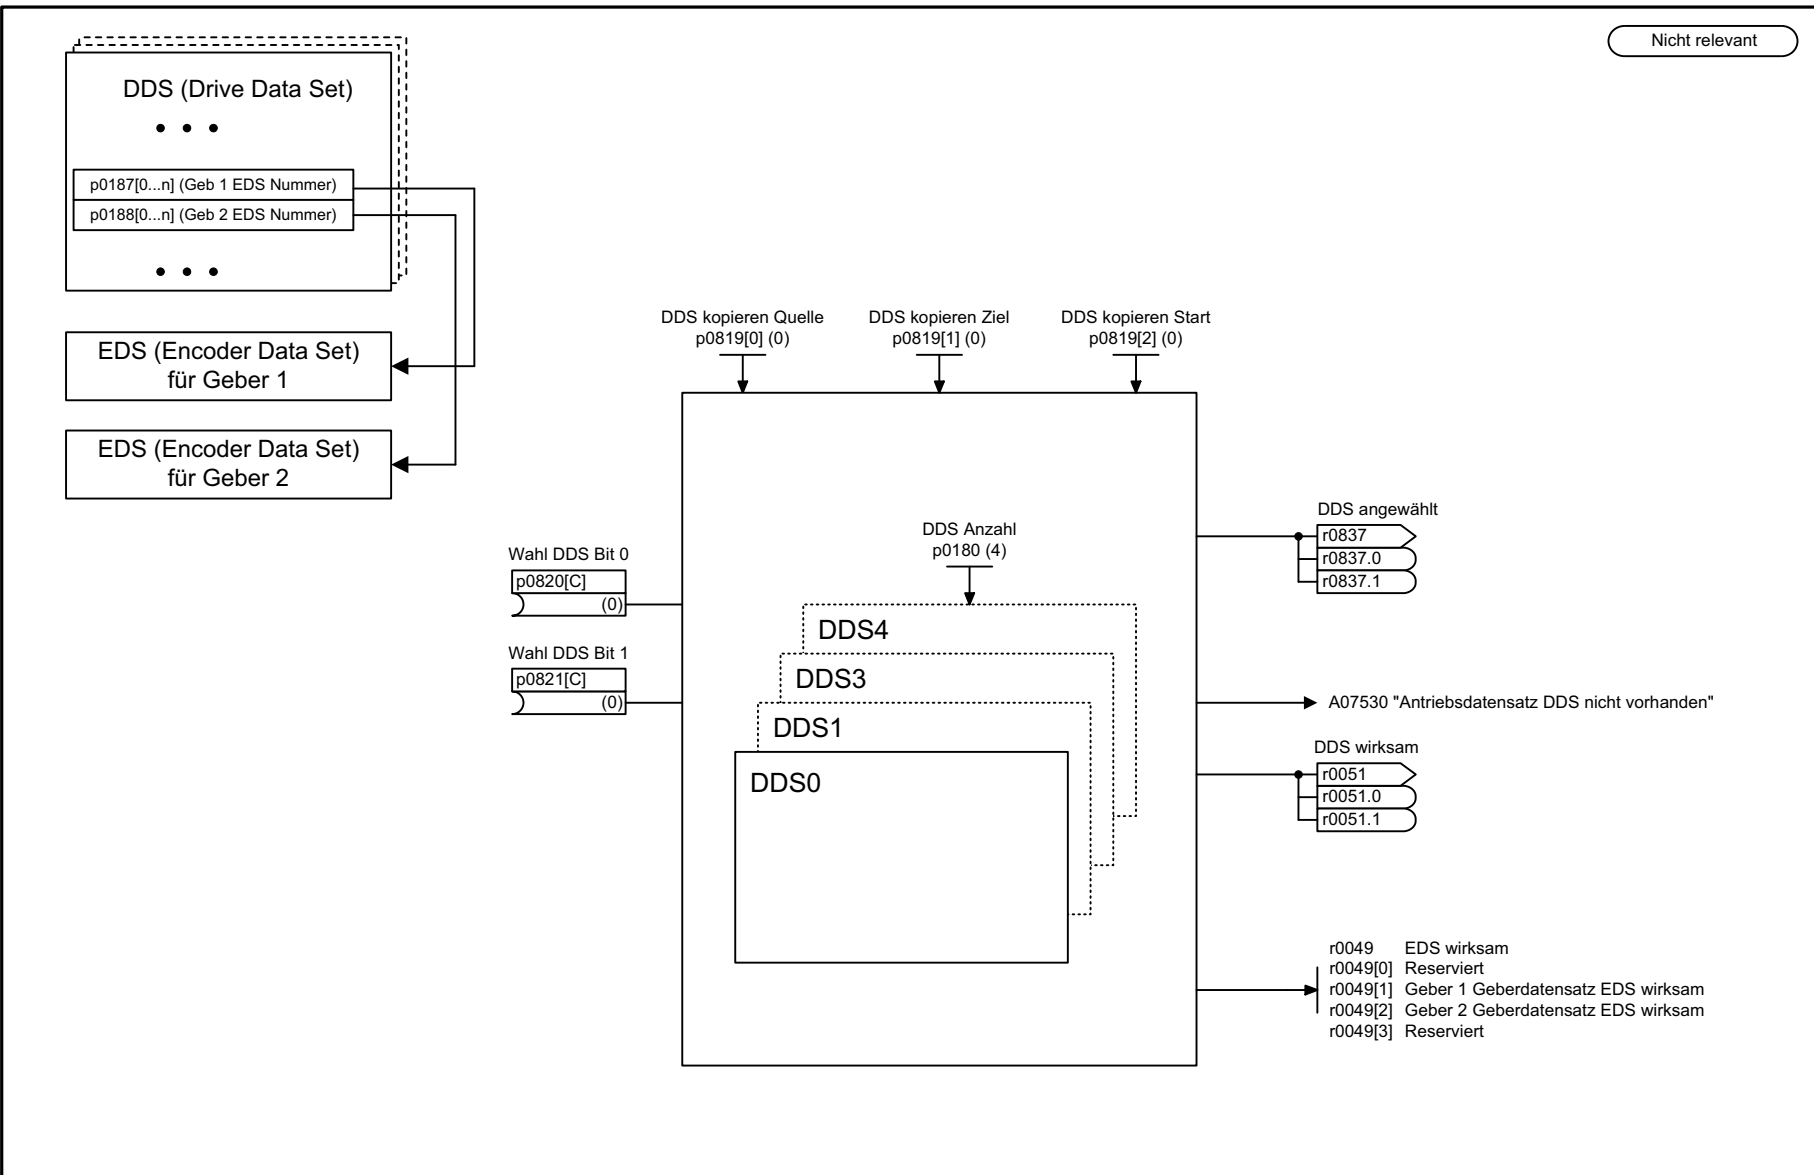 Nicht relevant
DDS (Drive Data Set)
• • •
p0187[0...n] (Geb 1 EDS Nummer)
p0188[0...n] (Geb 2 EDS Nummer)
• • •
EDS (Encoder Data Set)
für Geber 1
EDS (Encoder Data Set)
für Geber 2
DDS kopieren Quelle
p0819[0] (0)
DDS kopieren Ziel
p0819[1] (0)
DDS kopieren Start
p0819[2] (0)
Wahl DDS Bit 0
p0820[C]
(0)
Wahl DDS Bit 1
p0821[C]
(0)
DDS Anzahl
p0180 (4)
DDS4
DDS3
DDS1
DDS0
DDS angewählt
r0837
r0837.0
r0837.1
A07530 "Antriebsdatensatz DDS nicht vorhanden"
DDS wirksam
r0051
r0051.0
r0051.1
r0049 EDS wirksam
r0049[0] Reserviert
r0049[1] Geber 1 Geberdatensatz EDS wirksam
r0049[2] Geber 2 Geberdatensatz EDS wirksam
r0049[3] Reserviert